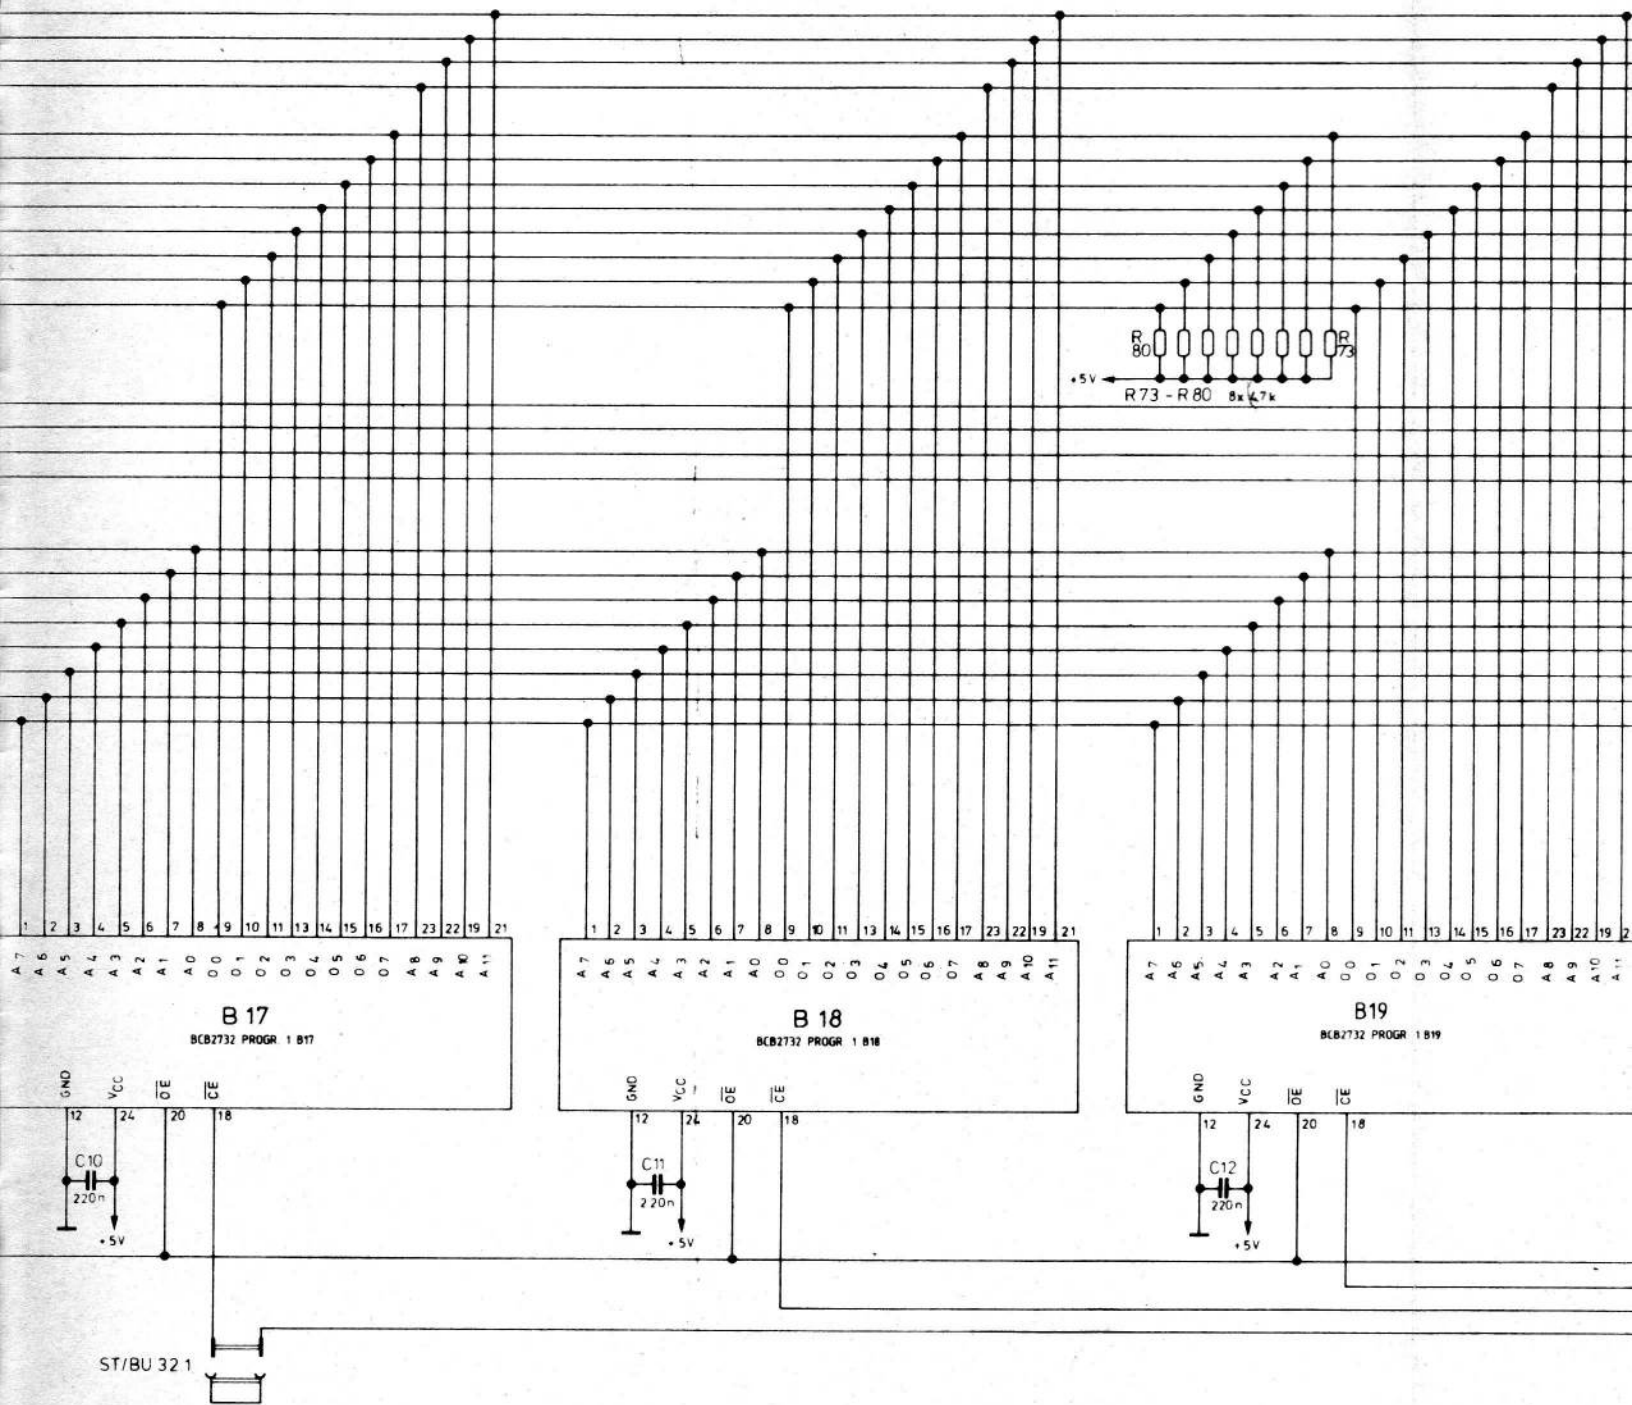 R 80
R 73
+5V
R73 - R80 8x 4.7k
1 2 3 4 5 6 7 8 9 10 11 13 14 15 16 17 23 22 19 21
A7 A6 A5 A4 A3 A2 A1 A0 O0 O1 O2 O3 O4 O5 O6 O7 A8 A9 A10 A11
B 17
BCB2732 PROGR 1 B17
GND VCC OE CE
12 24 20 18
C10
220n
+5V
1 2 3 4 5 6 7 8 9 10 11 13 14 15 16 17 23 22 19 21
A7 A6 A5 A4 A3 A2 A1 A0 O0 O1 O2 O3 O4 O5 O6 O7 A8 A9 A10 A11
B 18
BCB2732 PROGR 1 B18
GND VCC OE CE
12 24 20 18
C11
220n
+5V
1 2 3 4 5 6 7 8 9 10 11 13 14 15 16 17 23 22 19 2
A7 A6 A5 A4 A3 A2 A1 A0 O0 O1 O2 O3 O4 O5 O6 O7 A8 A9 A10 A11
B19
BCB2732 PROGR 1 B19
GND VCC OE CE
12 24 20 18
C12
220n
+5V
ST/BU 32 1